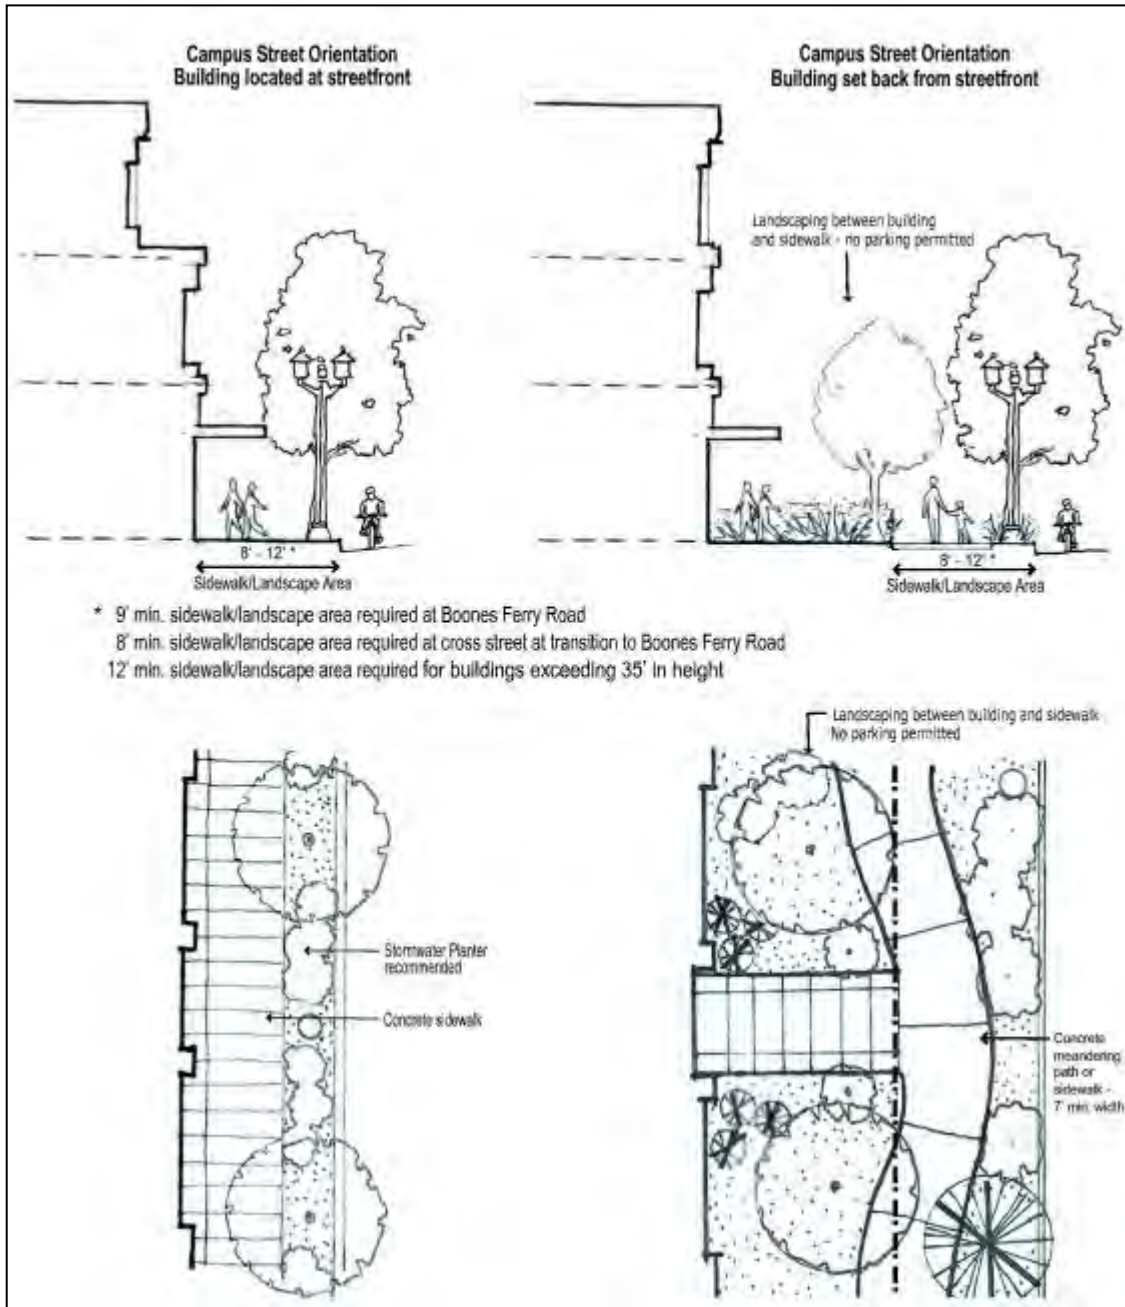 Campus Street Orientation
Building located at streetfront
Campus Street Orientation
Building set back from streetfront
Landscaping between building
and sidewalk - no parking permitted
8' - 12' *
Sidewalk/Landscape Area
8' - 12' *
Sidewalk/Landscape Area
* 9' min. sidewalk/landscape area required at Boones Ferry Road
8' min. sidewalk/landscape area required at cross street at transition to Boones Ferry Road
12' min. sidewalk/landscape area required for buildings exceeding 35' in height
Landscaping between building and sidewalk
No parking permitted
Stormwater Planter
recommended
Concrete sidewalk
Concrete
meandering
path or
sidewalk -
7' min. width